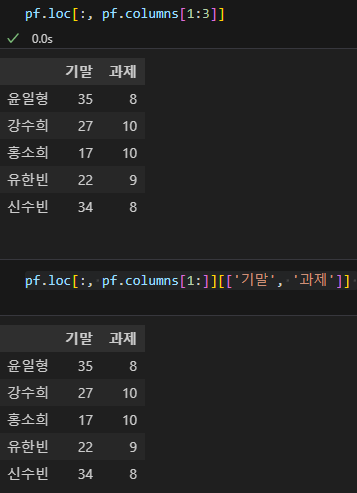 pf.loc[:, pf.columns[1:3]]
0.0s
기말 과제
윤일형 35 8
강수희 27 10
홍소희 17 10
유한빈 22 9
신수빈 34 8
pf.loc[:, pf.columns[1:]][['기말', '과제']]
기말 과제
윤일형 35 8
강수희 27 10
홍소희 17 10
유한빈 22 9
신수빈 34 8